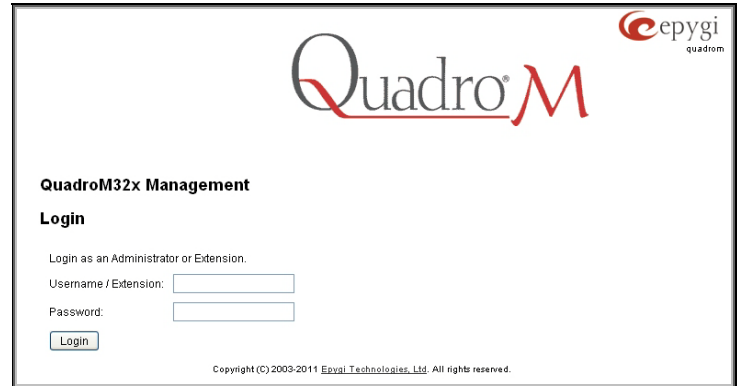 epygi
quadrom
Quadro® M
QuadroM32x Management
Login
Login as an Administrator or Extension.
Username / Extension:
Password:
Login
Copyright (C) 2003-2011 Epygi Technologies, Ltd. All rights reserved.